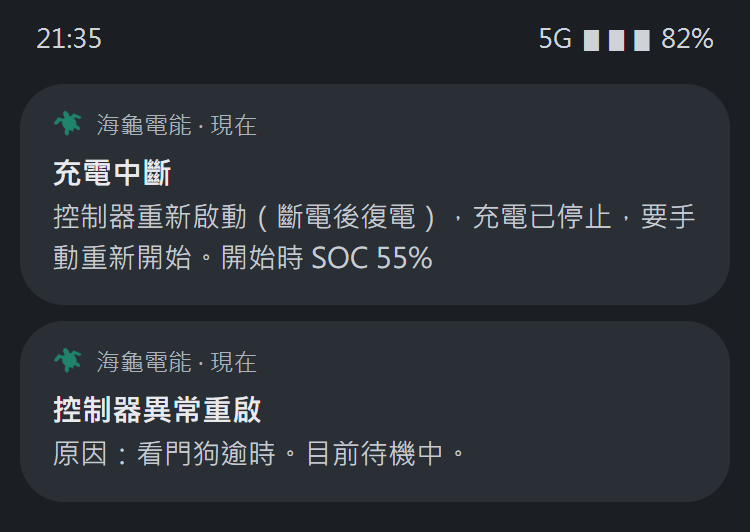 21:35
5G 82%
海龜電能 · 現在
充電中斷
控制器重新啟動（斷電後復電），充電已停止，要手
動重新開始。開始時 SOC 55%
海龜電能 · 現在
控制器異常重啟
原因：看門狗逾時。目前待機中。